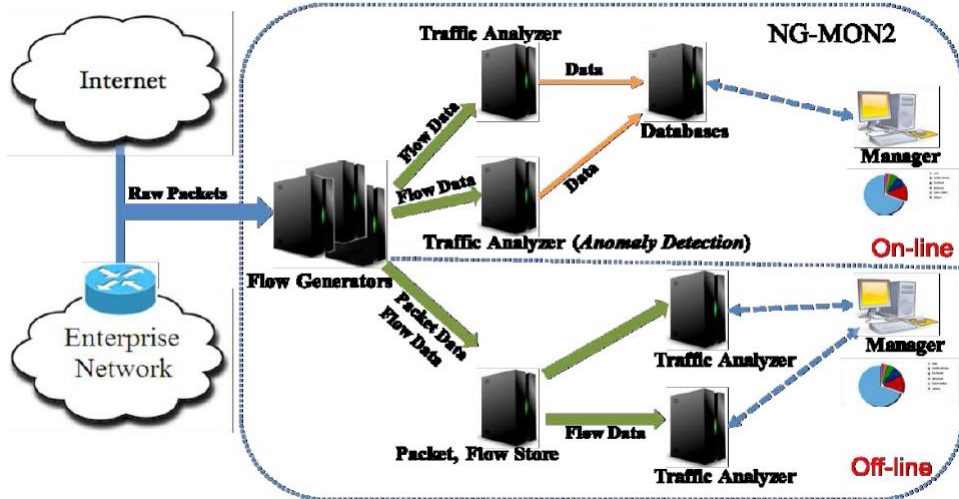 NG-MON2
Internet
Traffic Analyzer
Data
Databases
Flow Data
Manager
Raw Packets
Flow Data
Data
Traffic Analyzer (Anomaly Detection)
On-line
Flow Generators
Enterprise
Network
Packet Data
Flow Data
Traffic Analyzer
Manager
Flow Data
Packet, Flow Store
Traffic Analyzer
Off-line